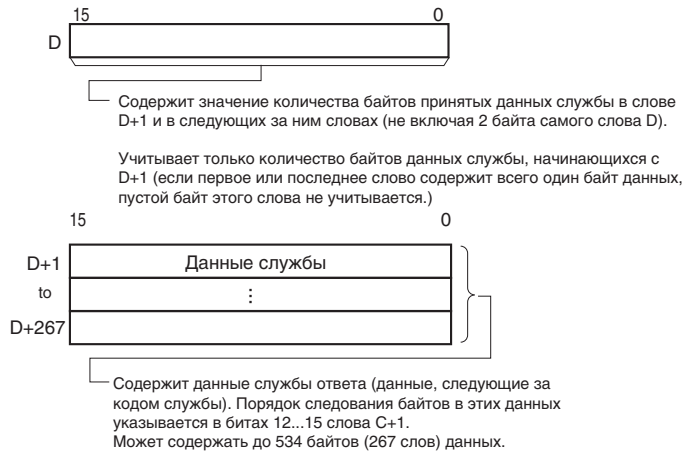 15 0
D
Содержит значение количества байтов принятых данных службы в слове
D+1 и в следующих за ним словах (не включая 2 байта самого слова D).
Учитывает только количество байтов данных службы, начинающихся с
D+1 (если первое или последнее слово содержит всего один байт данных,
пустой байт этого слова не учитывается.)
15 0
D+1 Данные службы
to ⋮
D+267
Содержит данные службы ответа (данные, следующие за
кодом службы). Порядок следования байтов в этих данных
указывается в битах 12...15 слова C+1.
Может содержать до 534 байтов (267 слов) данных.